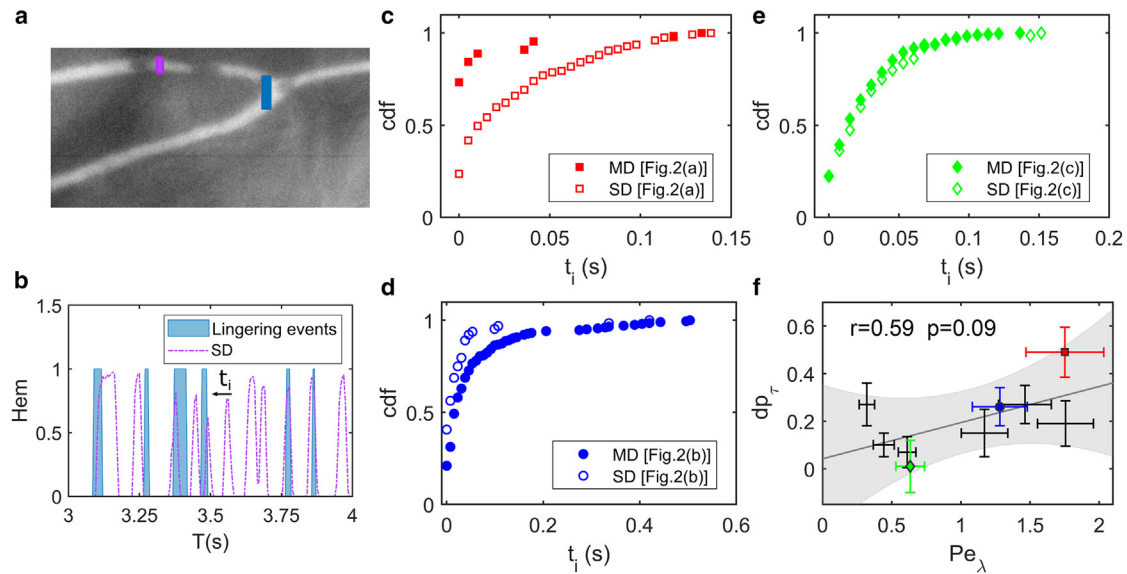 a
b
1.5
1
0.5
0
Hem
Lingering events
SD
t_i
3 3.25 3.5 3.75 4
T(s)
c
1
0.5
0
cdf
MD [Fig.2(a)]
SD [Fig.2(a)]
0 0.05 0.1 0.15
t_i (s)
d
1
0.5
0
cdf
MD [Fig.2(b)]
SD [Fig.2(b)]
0 0.2 0.4 0.6
t_i (s)
e
1
0.5
0
cdf
MD [Fig.2(c)]
SD [Fig.2(c)]
0 0.05 0.1 0.15 0.2
t_i (s)
f
r=0.59 p=0.09
0.6
0.4
0.2
0
dp_τ
0 0.5 1 1.5 2
Pe_λ